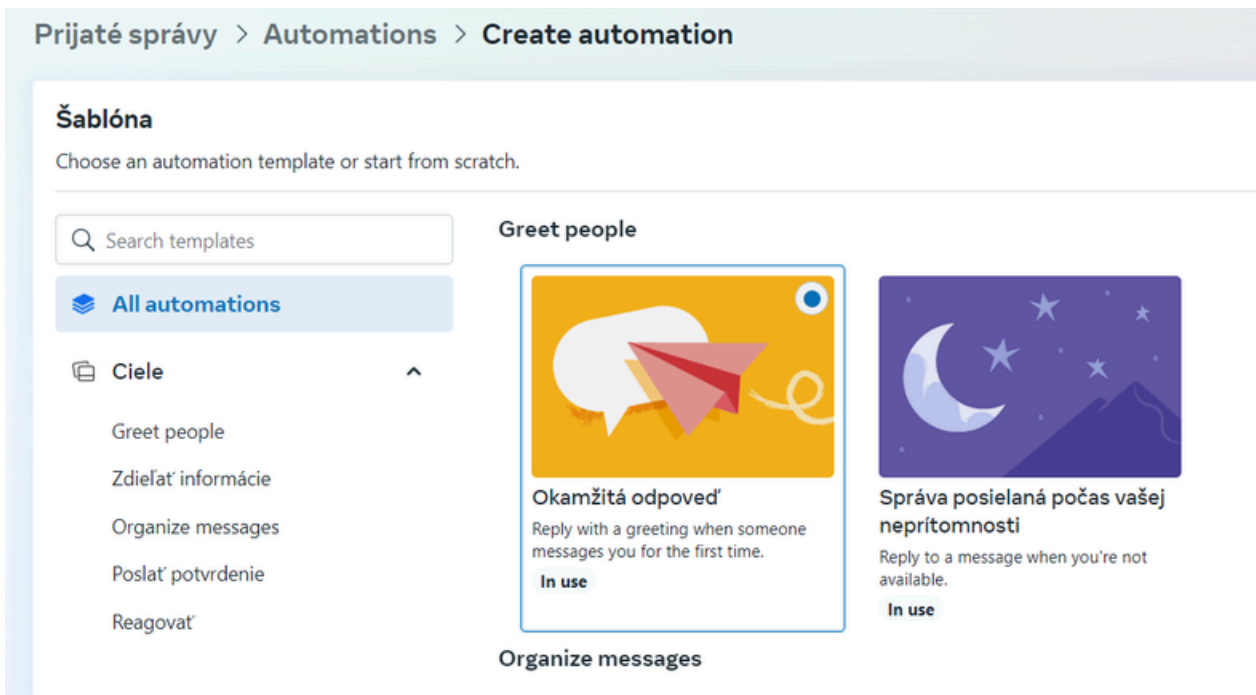 Prijaté správy > Automations > Create automation
Šablóna
Choose an automation template or start from scratch.
Search templates
All automations
Ciele
Greet people
Zdieľať informácie
Organize messages
Poslať potvrdenie
Reagovať
Greet people
Okamžitá odpoveď
Reply with a greeting when someone
messages you for the first time.
In use
Správa posielaná počas vašej
neprítomnosti
Reply to a message when you're not
available.
In use
Organize messages